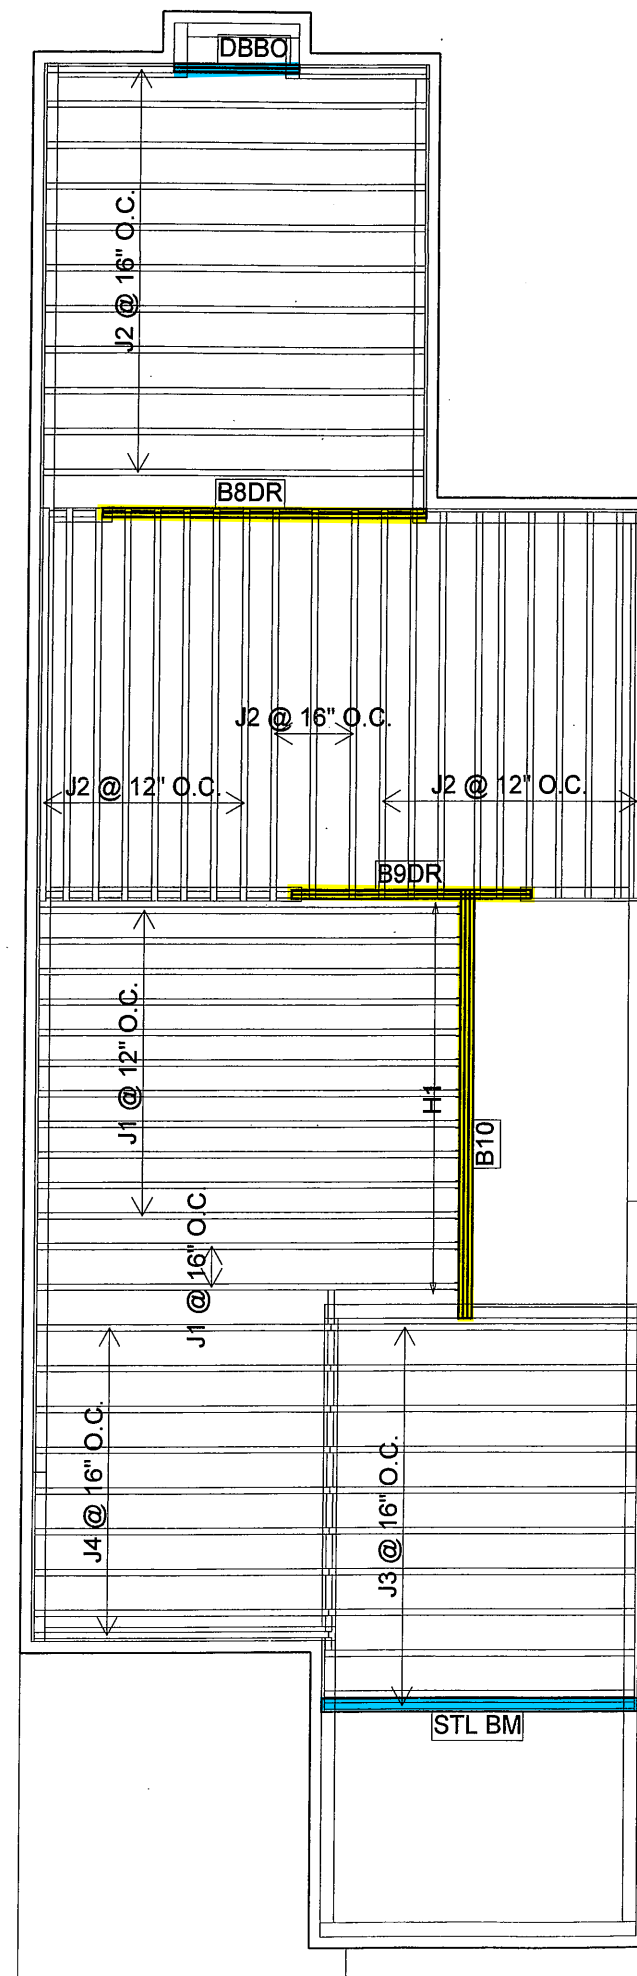 DBBO
J2 @ 16" O.C.
B8DR
J2 @ 16" O.C.
J2 @ 12" O.C.
J2 @ 12" O.C.
B9DR
J1 @ 12" O.C.
H1
B10
J1 @ 16" O.C.
J4 @ 16" O.C.
J3 @ 16" O.C.
STL BM